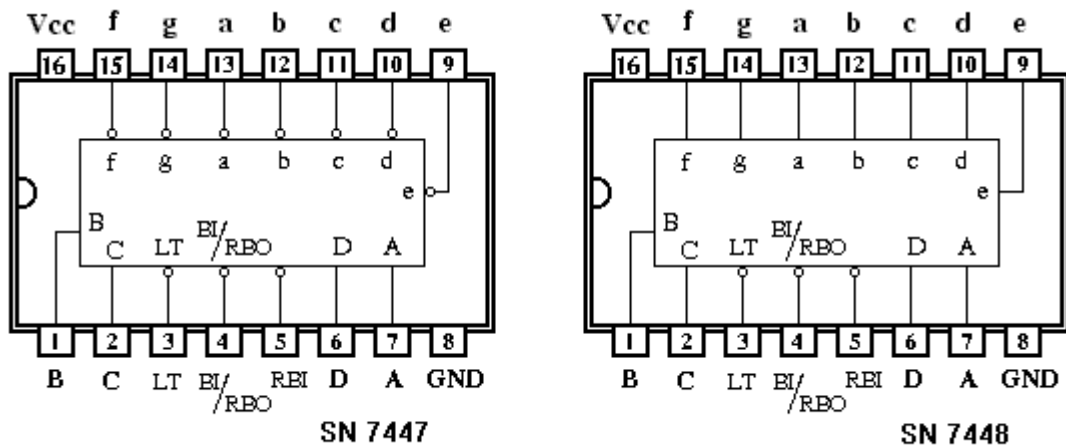 Vcc f g a b c d e Vcc f g a b c d e
16 15 14 13 12 11 10 9 16 15 14 13 12 11 10 9
f g a b c d f g a b c d
e e
B B
C LT BI/RBO D A C LT BI/RBO D A
1 2 3 4 5 6 7 8 1 2 3 4 5 6 7 8
B C LT BI/RBO RBI D A GND B C LT BI/RBO RBI D A GND
SN 7447 SN 7448